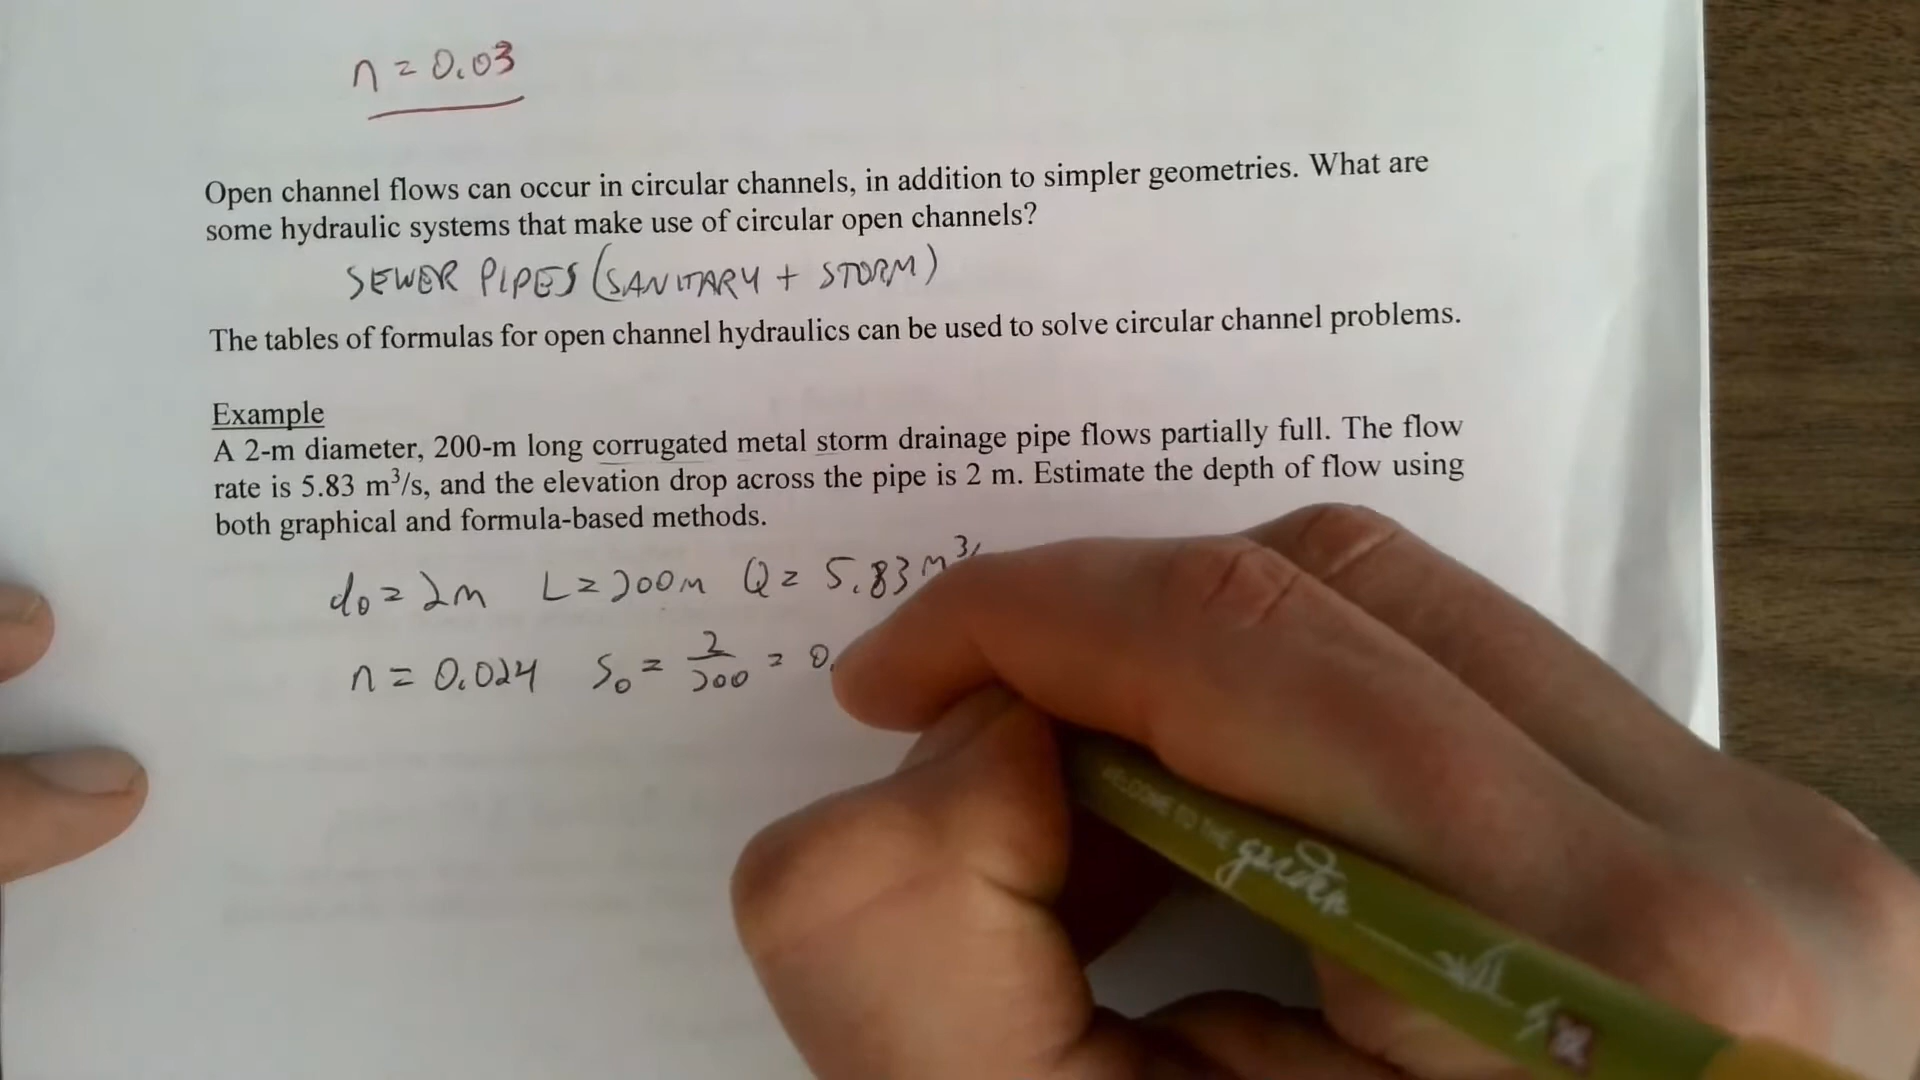 n = 0.03
Open channel flows can occur in circular channels, in addition to simpler geometries. What are
some hydraulic systems that make use of circular open channels?
SEWER PIPES (SANITARY + STORM)
The tables of formulas for open channel hydraulics can be used to solve circular channel problems.
Example
A 2-m diameter, 200-m long corrugated metal storm drainage pipe flows partially full. The flow
rate is 5.83 m³/s, and the elevation drop across the pipe is 2 m. Estimate the depth of flow using
both graphical and formula-based methods.
d₀ = 2m L = 200m Q = 5.83 m³/
n = 0.024 S₀ = 2/200 = 0.
WELCOME TO THE
garden